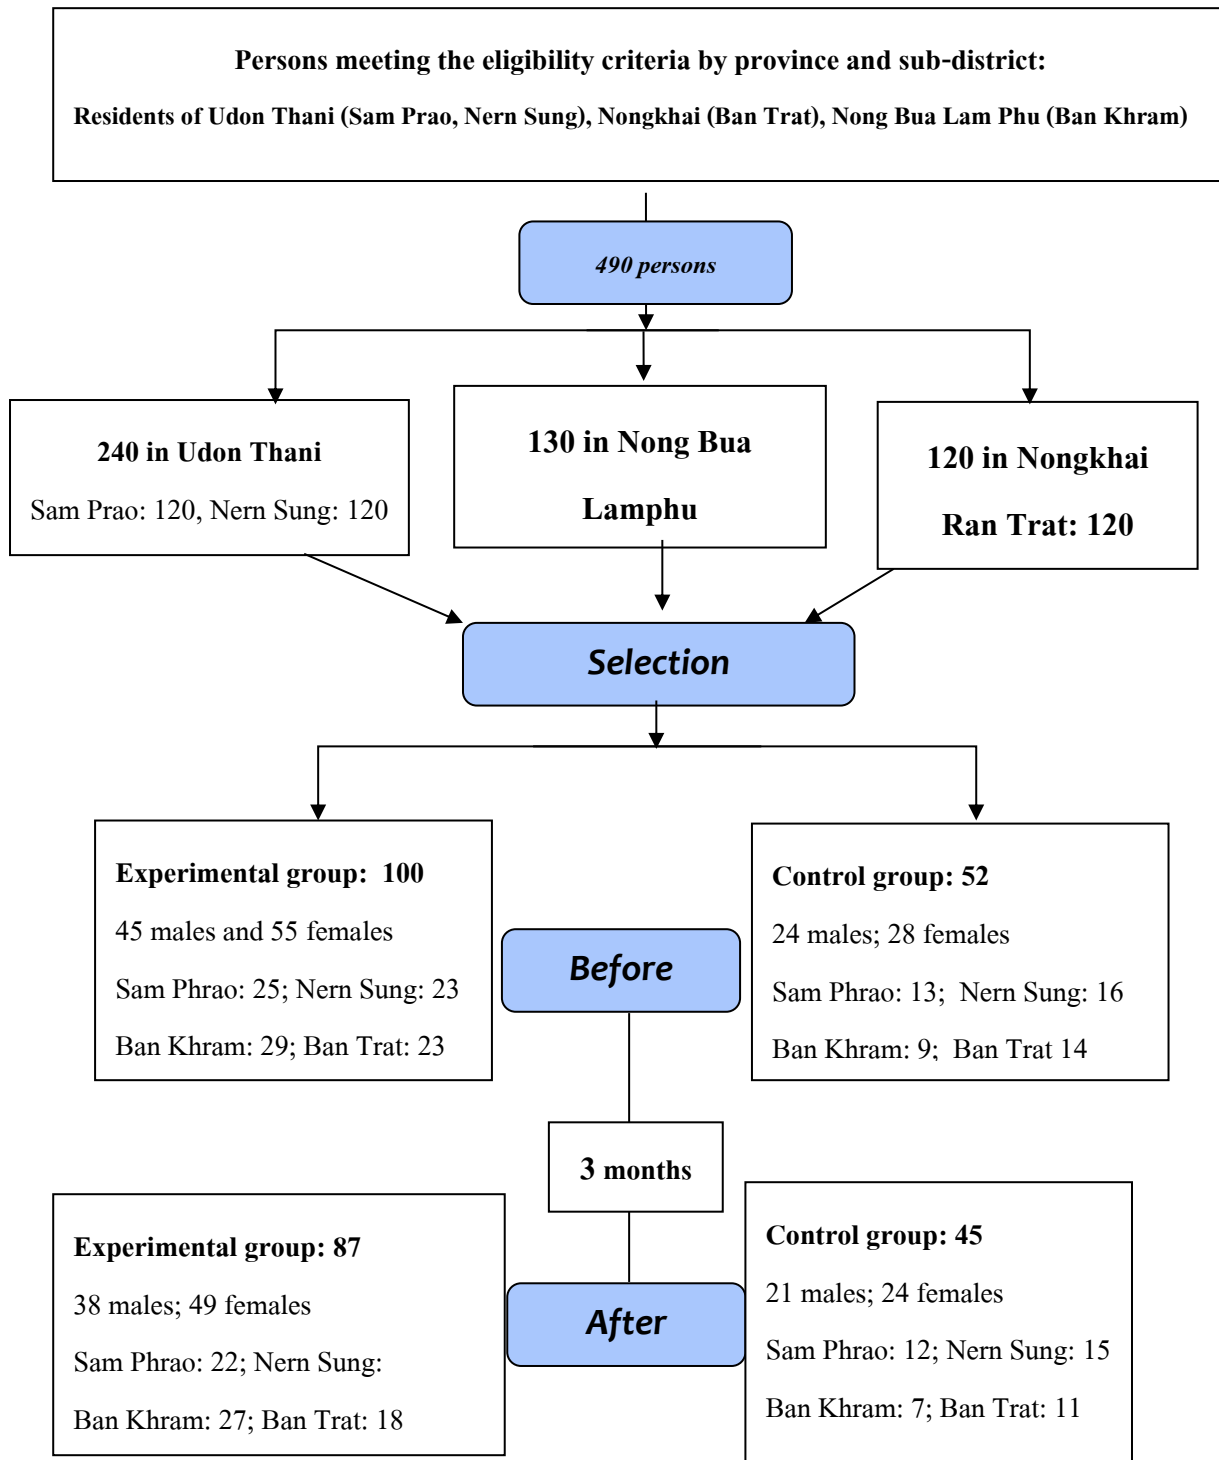 Persons meeting the eligibility criteria by province and sub-district:
Residents of Udon Thani (Sam Prao, Nern Sung), Nongkhai (Ban Trat), Nong Bua Lam Phu (Ban Khram)
490 persons
240 in Udon Thani
Sam Prao: 120, Nern Sung: 120
130 in Nong Bua
Lamphu
120 in Nongkhai
Ran Trat: 120
Selection
Experimental group: 100
45 males and 55 females
Sam Phrao: 25; Nern Sung: 23
Ban Khram: 29; Ban Trat: 23
Before
Control group: 52
24 males; 28 females
Sam Phrao: 13; Nern Sung: 16
Ban Khram: 9; Ban Trat 14
3 months
Experimental group: 87
38 males; 49 females
Sam Phrao: 22; Nern Sung:
Ban Khram: 27; Ban Trat: 18
After
Control group: 45
21 males; 24 females
Sam Phrao: 12; Nern Sung: 15
Ban Khram: 7; Ban Trat: 11